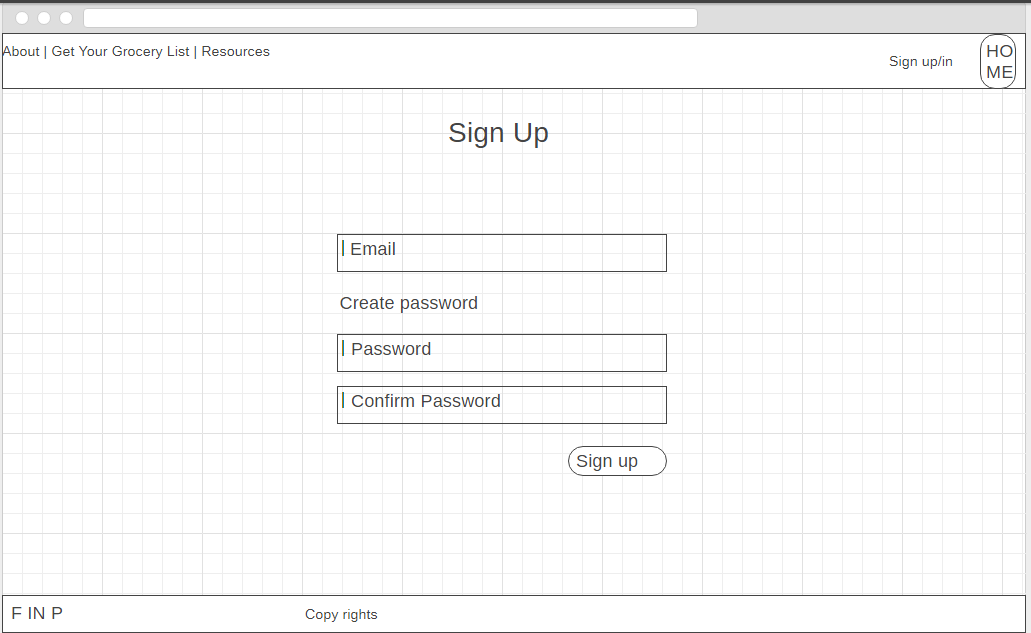 About | Get Your Grocery List | Resources
Sign up/in
HO
ME
Sign Up
Email
Create password
Password
Confirm Password
Sign up
F IN P
Copy rights